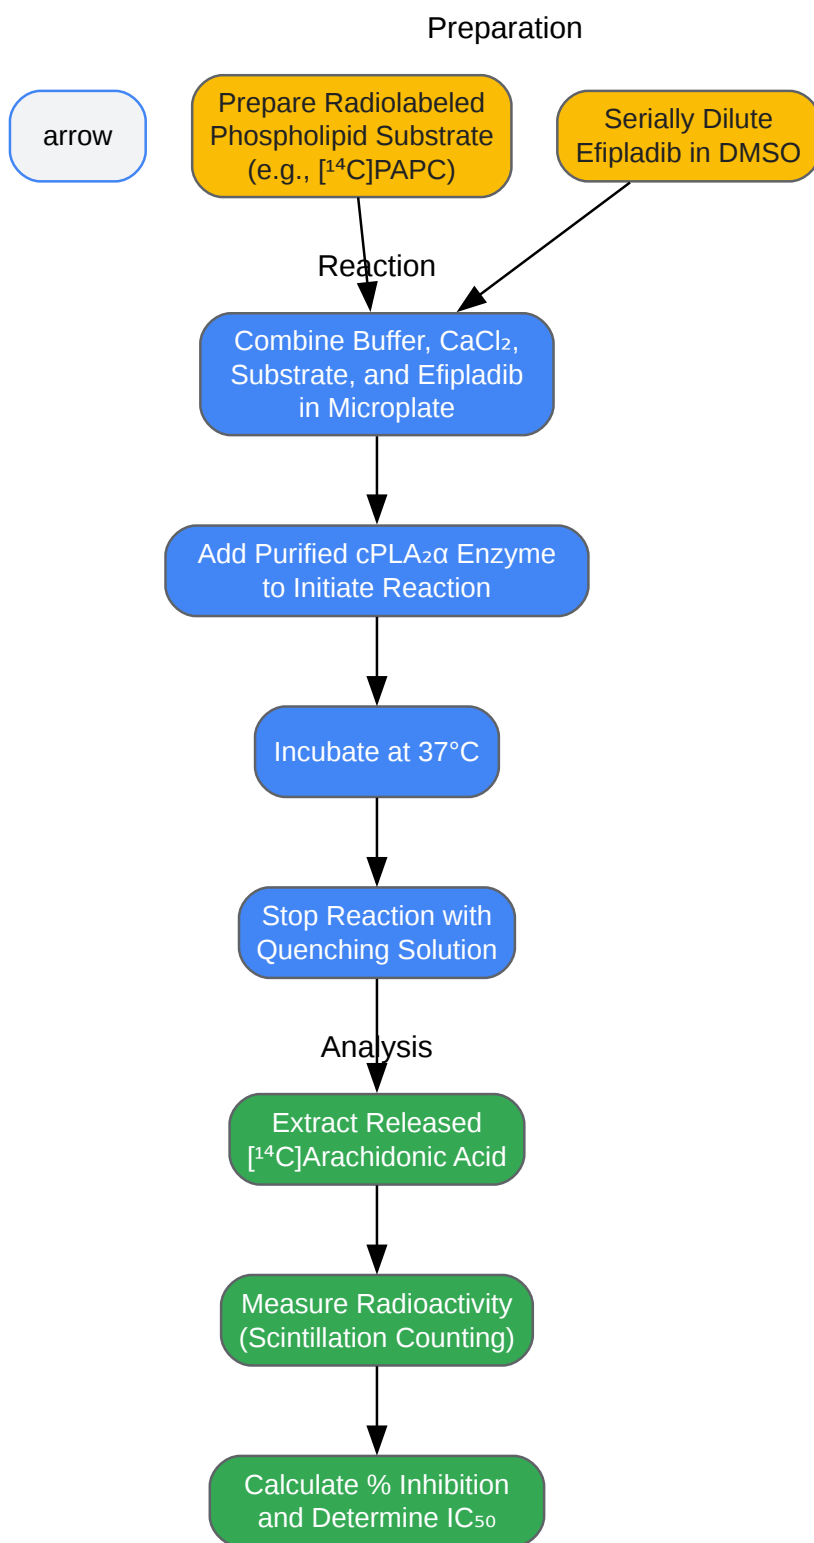 Preparation
arrow
Prepare Radiolabeled
Phospholipid Substrate
(e.g., [¹⁴C]PAPC)
Serially Dilute
Efipladib in DMSO
Reaction
Combine Buffer, CaCl₂,
Substrate, and Efipladib
in Microplate
Add Purified cPLA₂α Enzyme
to Initiate Reaction
Incubate at 37°C
Stop Reaction with
Quenching Solution
Analysis
Extract Released
[¹⁴C]Arachidonic Acid
Measure Radioactivity
(Scintillation Counting)
Calculate % Inhibition
and Determine IC₅₀